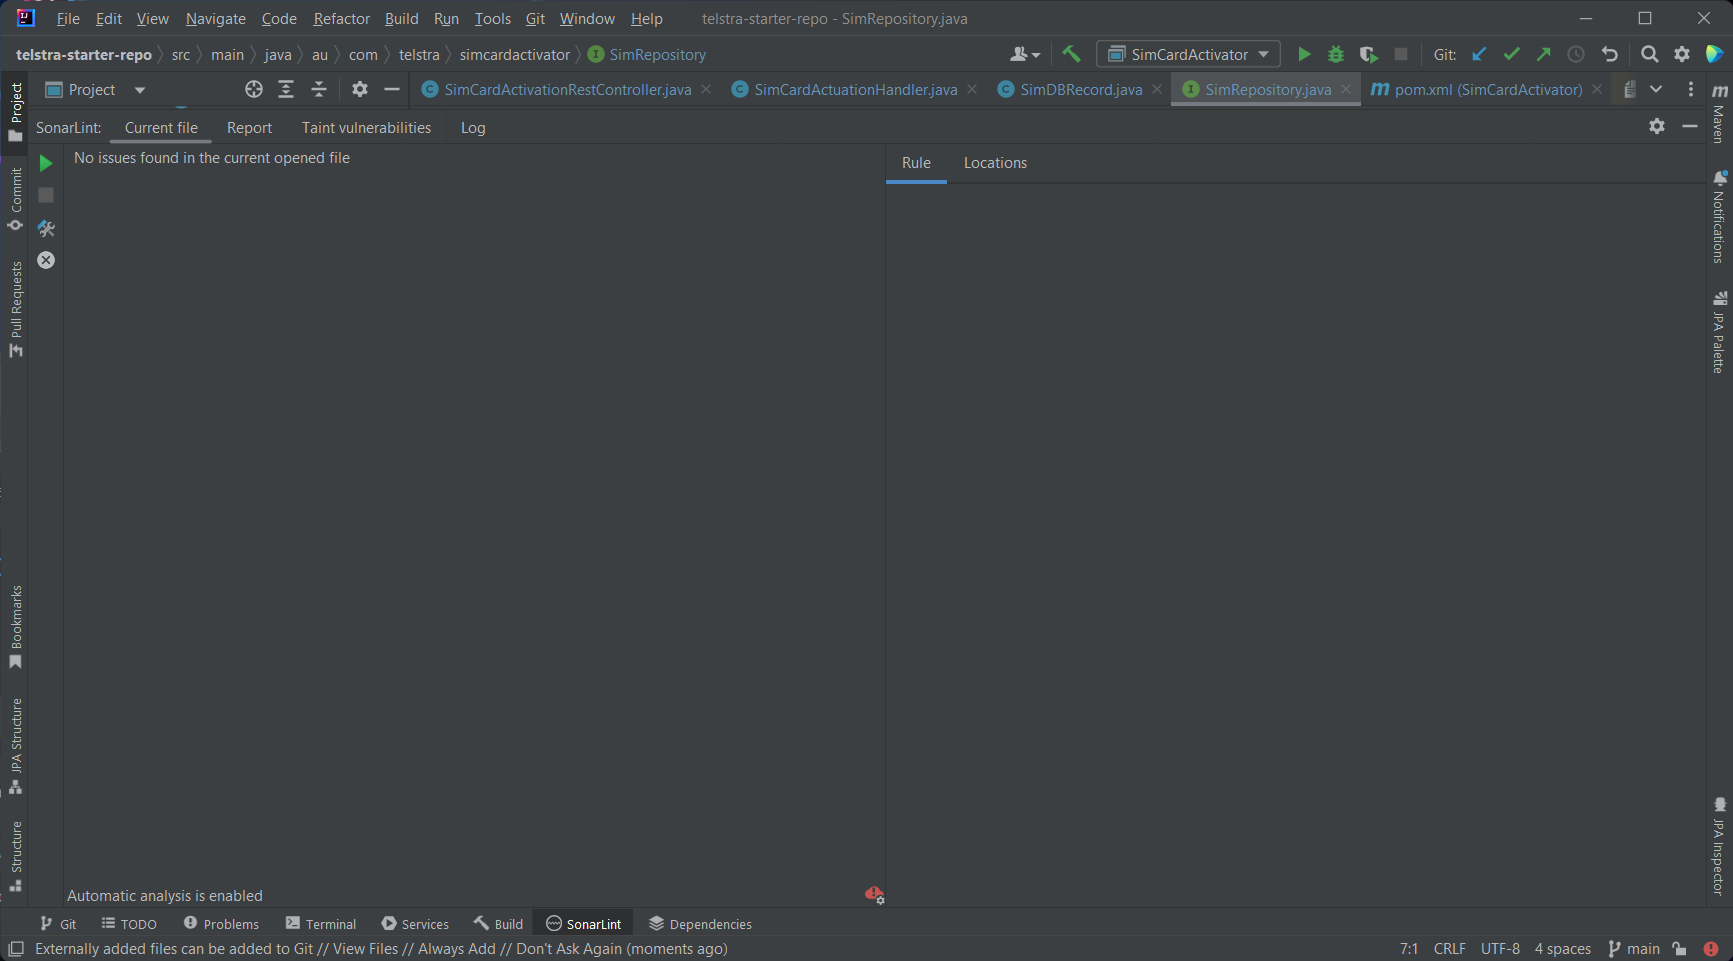 File Edit View Navigate Code Refactor Build Run Tools Git Window Help telstra-starter-repo - SimRepository.java
telstra-starter-repo src main java au com telstra simcardactivator I SimRepository SimCardActivator Git:
Project C SimCardActivationRestController.java C SimCardActuationHandler.java C SimDBRecord.java I SimRepository.java m pom.xml (SimCardActivator)
SonarLint: Current file Report Taint vulnerabilities Log
No issues found in the current opened file
Rule Locations
Project
Commit
Pull Requests
Bookmarks
JPA Structure
Structure
m Maven
Notifications
JPA Palette
JPA Inspector
Automatic analysis is enabled
Git TODO Problems Terminal Services Build SonarLint Dependencies
Externally added files can be added to Git // View Files // Always Add // Don't Ask Again (moments ago) 7:1 CRLF UTF-8 4 spaces main